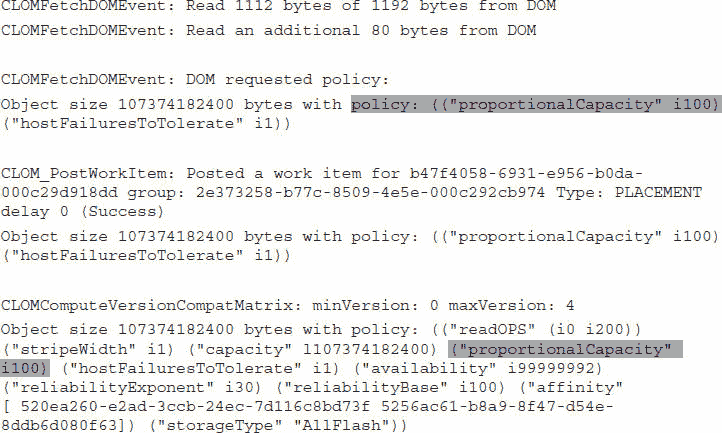 CLOMFetchDOMEvent: Read 1112 bytes of 1192 bytes from DOM
CLOMFetchDOMEvent: Read an additional 80 bytes from DOM
CLOMFetchDOMEvent: DOM requested policy:
Object size 107374182400 bytes with policy: (("proportionalCapacity" i100)
("hostFailuresToTolerate" i1))
CLOM_PostWorkItem: Posted a work item for b47f4058-6931-e956-b0da-
000c29d918dd group: 2e373258-b77c-8509-4e5e-000c292cb974 Type: PLACEMENT
delay 0 (Success)
Object size 107374182400 bytes with policy: (("proportionalCapacity" i100)
("hostFailuresToTolerate" i1))
CLOMComputeVersionCompatMatrix: minVersion: 0 maxVersion: 4
Object size 107374182400 bytes with policy: (("readOPS" (i0 i200))
("stripeWidth" i1) ("capacity" l107374182400) ("proportionalCapacity"
i100) ("hostFailuresToTolerate" i1) ("availability" i99999992)
("reliabilityExponent" i30) ("reliabilityBase" i100) ("affinity"
[ 520ea260-e2ad-3ccb-24ec-7d116c8bd73f 5256ac61-b8a9-8f47-d54e-
8ddb6d080f63]) ("storageType" "AllFlash"))